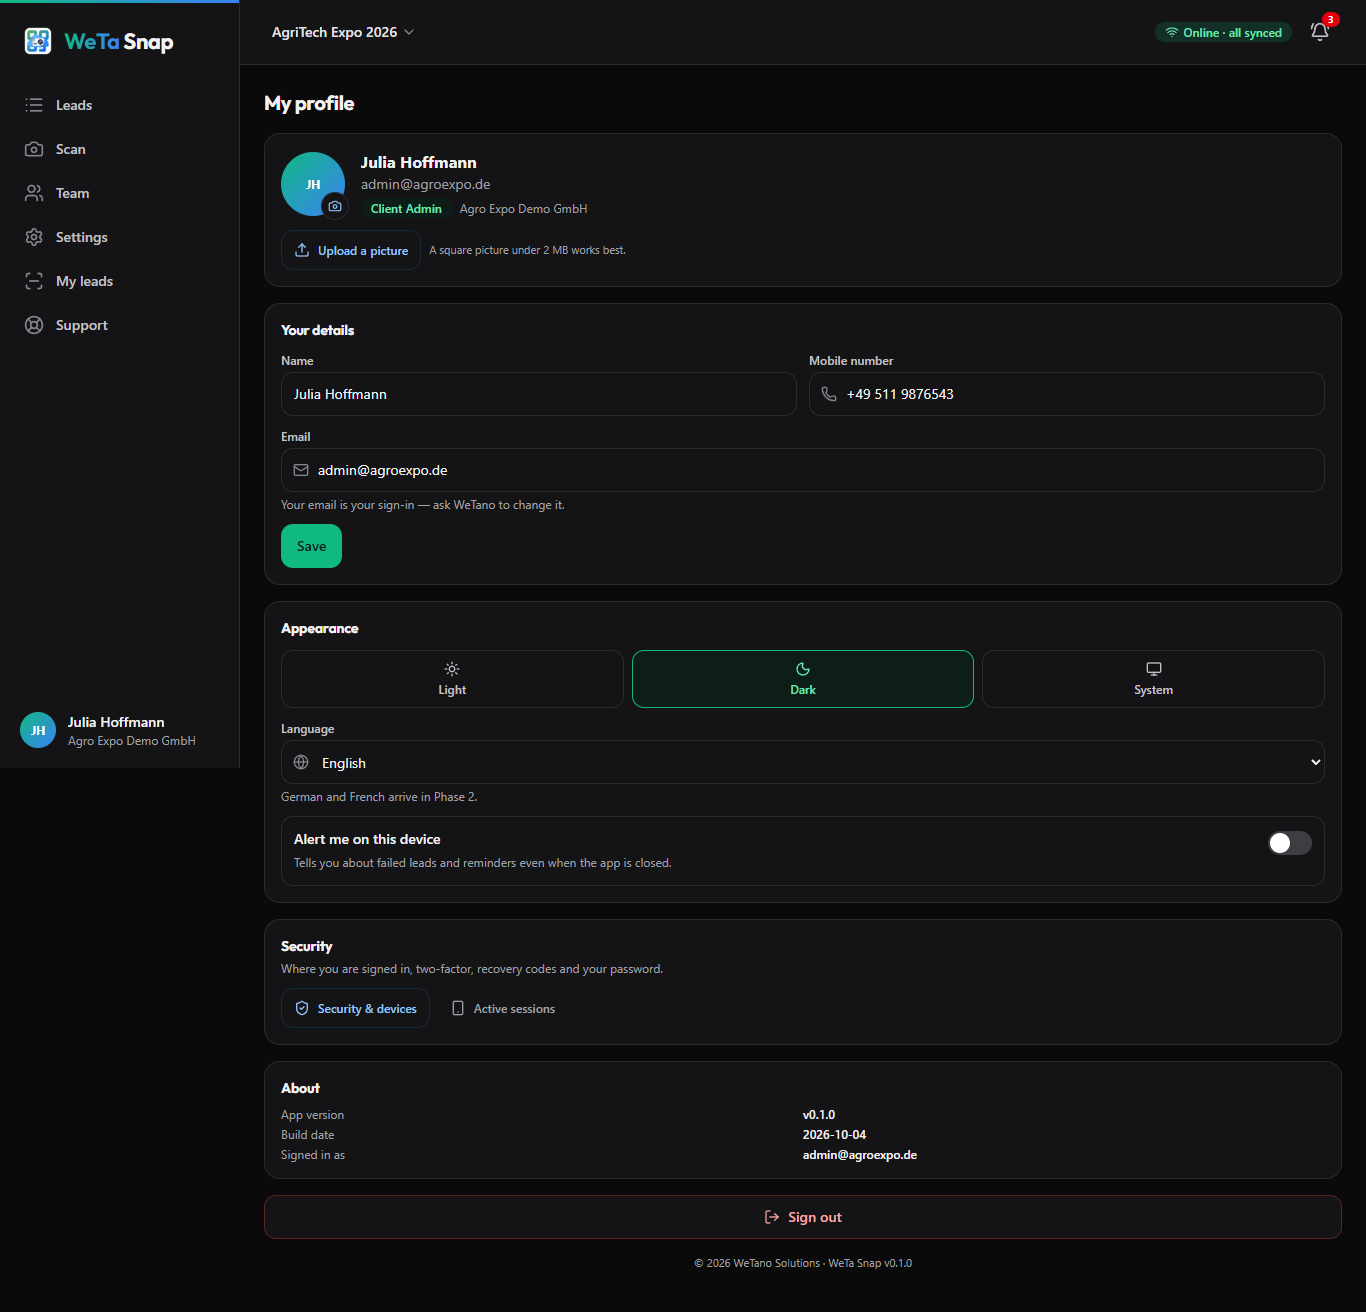 WeTa Snap
Leads
Scan
Team
Settings
My leads
Support
JH
Julia Hoffmann
Agro Expo Demo GmbH
AgriTech Expo 2026
Online · all synced
3
My profile
JH
Julia Hoffmann
admin@agroexpo.de
Client Admin Agro Expo Demo GmbH
Upload a picture A square picture under 2 MB works best.
Your details
Name
Julia Hoffmann
Mobile number
+49 511 9876543
Email
admin@agroexpo.de
Your email is your sign-in — ask WeTano to change it.
Save
Appearance
Light
Dark
System
Language
English
German and French arrive in Phase 2.
Alert me on this device
Tells you about failed leads and reminders even when the app is closed.
Security
Where you are signed in, two-factor, recovery codes and your password.
Security & devices Active sessions
About
App version v0.1.0
Build date 2026-10-04
Signed in as admin@agroexpo.de
Sign out
© 2026 WeTano Solutions · WeTa Snap v0.1.0